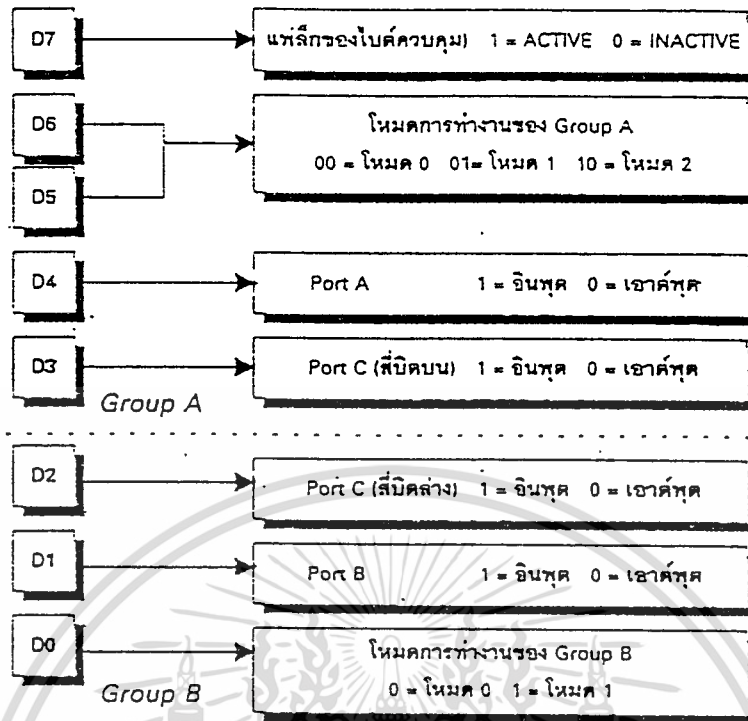 D7 แฟล็กของไบต์ควบคุม) 1 = ACTIVE 0 = INACTIVE
D6
โหมดการทำงานของ Group A
00 = โหมด 0 01= โหมด 1 10 = โหมด 2
D5
D4 Port A 1 = อินพุต 0 = เอาต์พุต
D3 Port C (สี่บิตบน) 1 = อินพุต 0 = เอาต์พุต
Group A
D2 Port C (สี่บิตล่าง) 1 = อินพุต 0 = เอาต์พุต
D1 Port B 1 = อินพุต 0 = เอาต์พุต
D0 โหมดการทำงานของ Group B
0 = โหมด 0 1 = โหมด 1
Group B